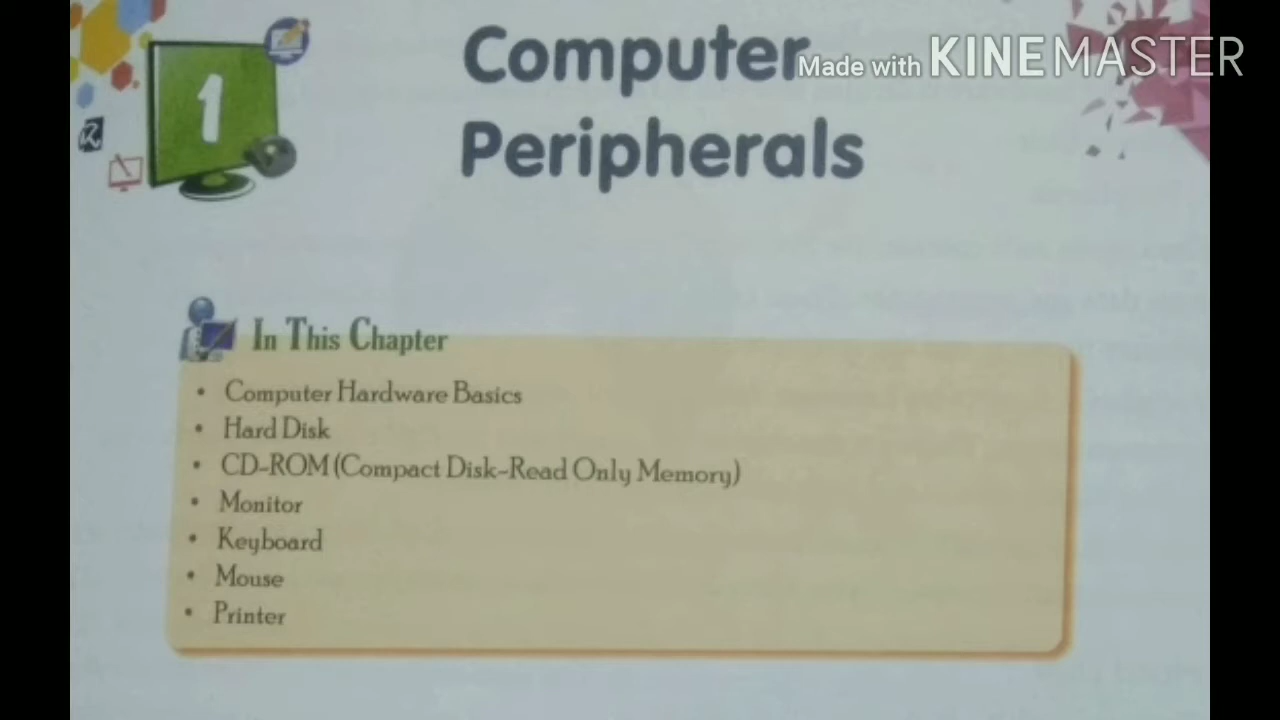 1
Computer
Peripherals
Made with KINEMASTER
In This Chapter
• Computer Hardware Basics
• Hard Disk
• CD-ROM (Compact Disk-Read Only Memory)
• Monitor
• Keyboard
• Mouse
• Printer